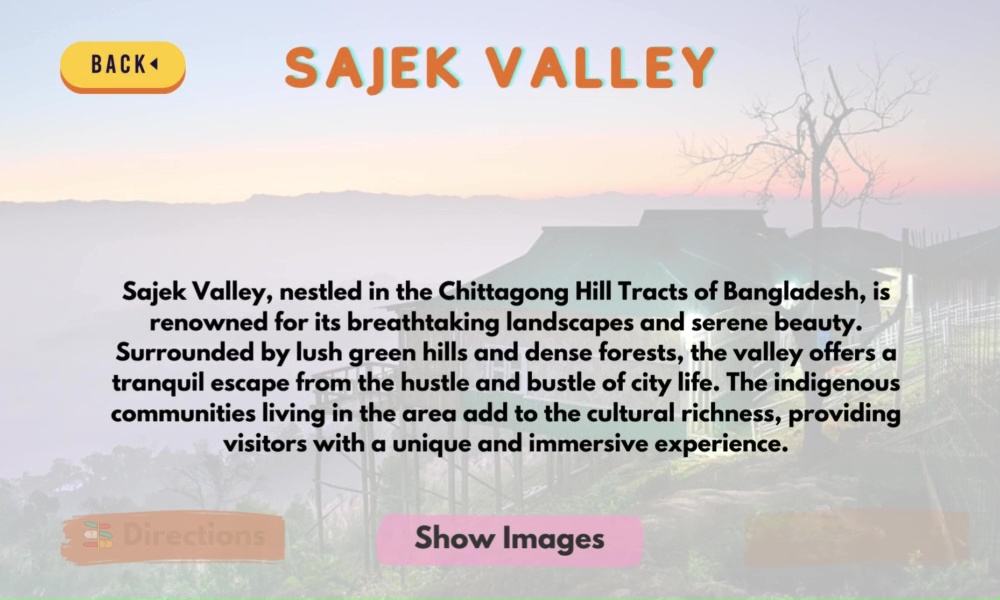 BACK
SAJEK VALLEY
Sajek Valley, nestled in the Chittagong Hill Tracts of Bangladesh, is
renowned for its breathtaking landscapes and serene beauty.
Surrounded by lush green hills and dense forests, the valley offers a
tranquil escape from the hustle and bustle of city life. The indigenous
communities living in the area add to the cultural richness, providing
visitors with a unique and immersive experience.
Directions
Show Images